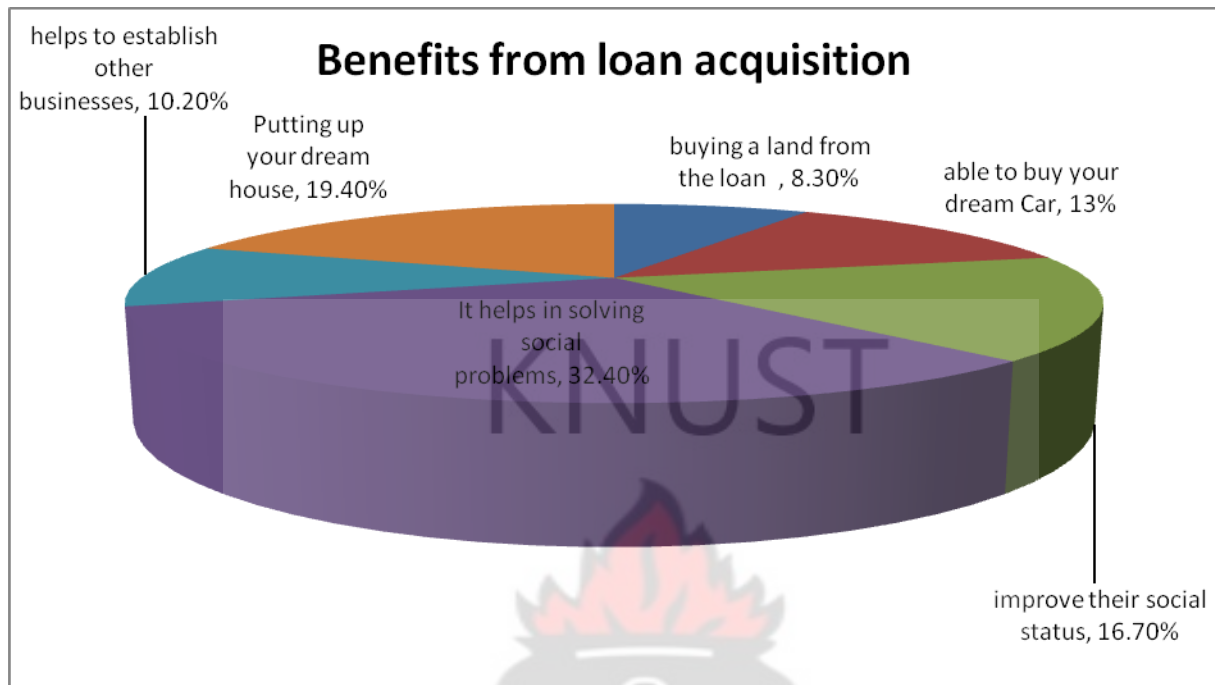 Benefits from loan acquisition
helps to establish
other
businesses, 10.20%
Putting up
your dream
house, 19.40%
buying a land from
the loan , 8.30%
able to buy your
dream Car, 13%
It helps in solving
social
problems, 32.40%
KNUST
improve their social
status, 16.70%